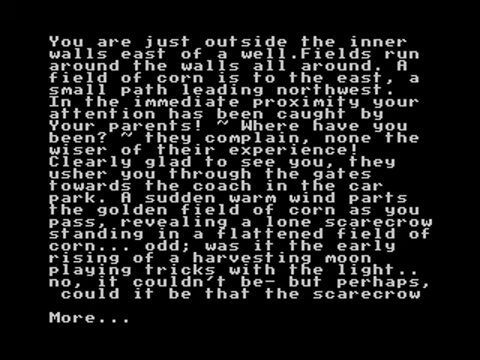 You are just outside the inner
walls east of a well.Fields run
around the walls all around. A
field of corn is to the east, a
small path leading northwest.
In the immediate proximity your
attention has been caught by
Your parents! ~ Where have you
been? ~ they complain, none the
wiser of their experience!
Clearly glad to see you, they
usher you through the gates
towards the coach in the car
park. A sudden warm wind parts
the golden field of corn as you
pass, revealing a lone scarecrow
standing in a flattened field of
corn... odd; was it the early
rising of a harvesting moon
playing tricks with the light..
no, it couldn't be- but perhaps,
could it be that the scarecrow
More...